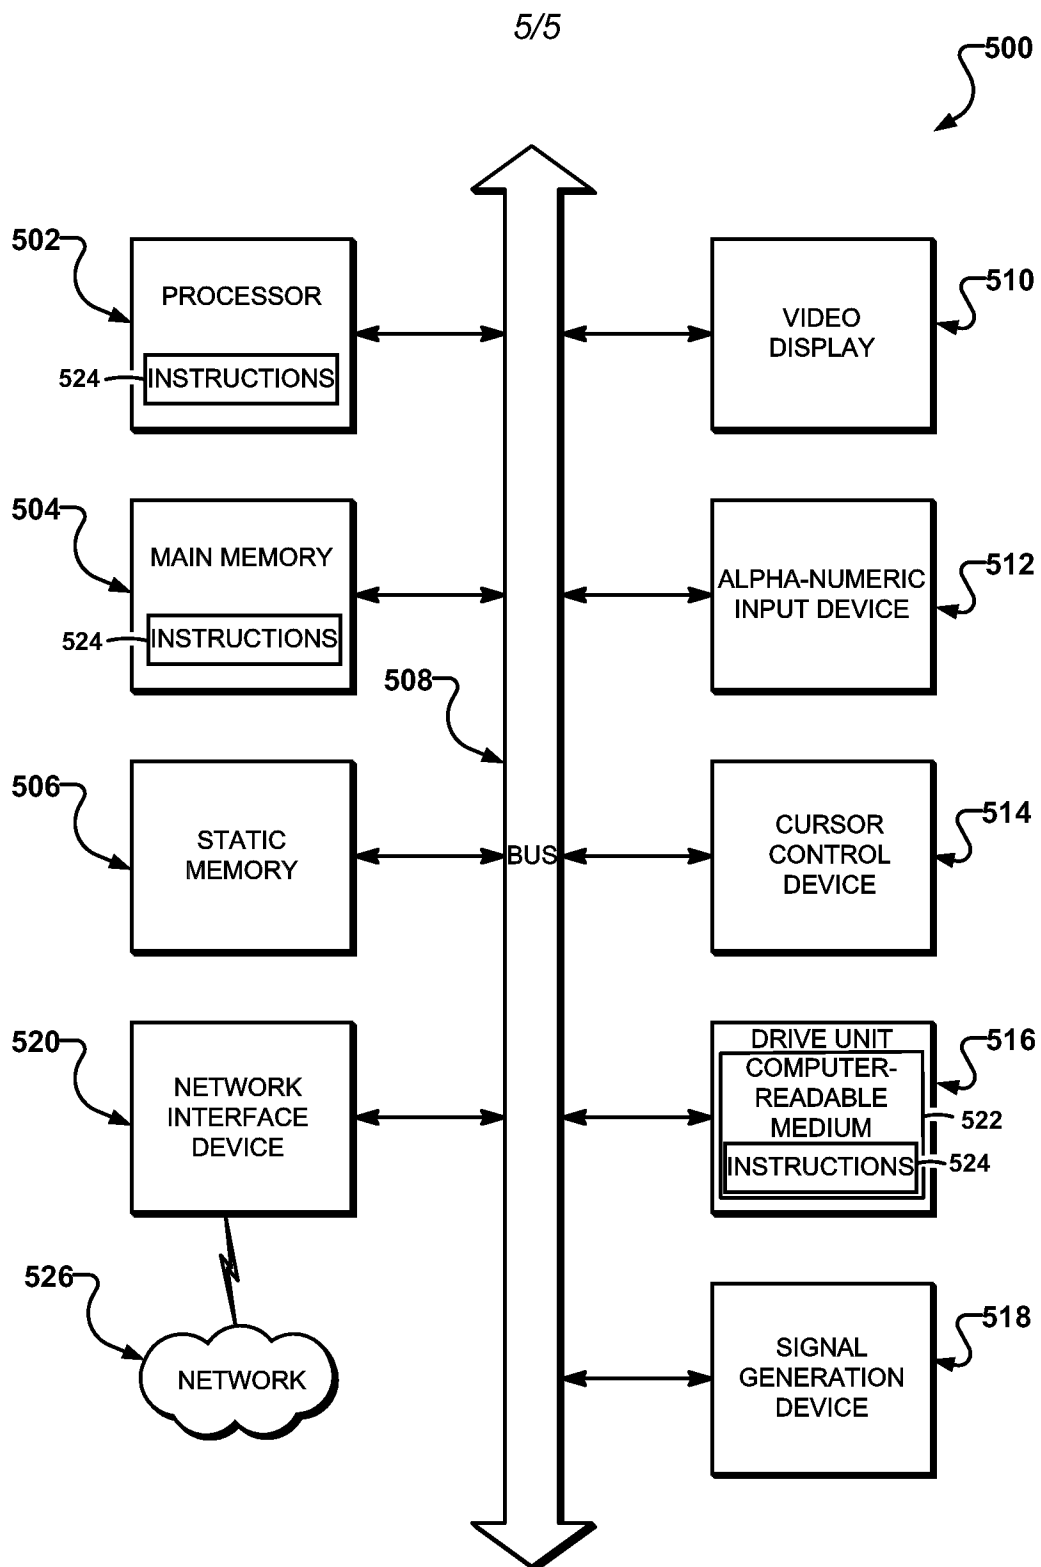 5/5
500
502
PROCESSOR
524
INSTRUCTIONS
510
VIDEO
DISPLAY
504
MAIN MEMORY
524
INSTRUCTIONS
512
ALPHA-NUMERIC
INPUT DEVICE
508
BUS
506
STATIC
MEMORY
514
CURSOR
CONTROL
DEVICE
520
NETWORK
INTERFACE
DEVICE
516
DRIVE UNIT
COMPUTER-
READABLE
MEDIUM
522
INSTRUCTIONS
524
526
NETWORK
518
SIGNAL
GENERATION
DEVICE